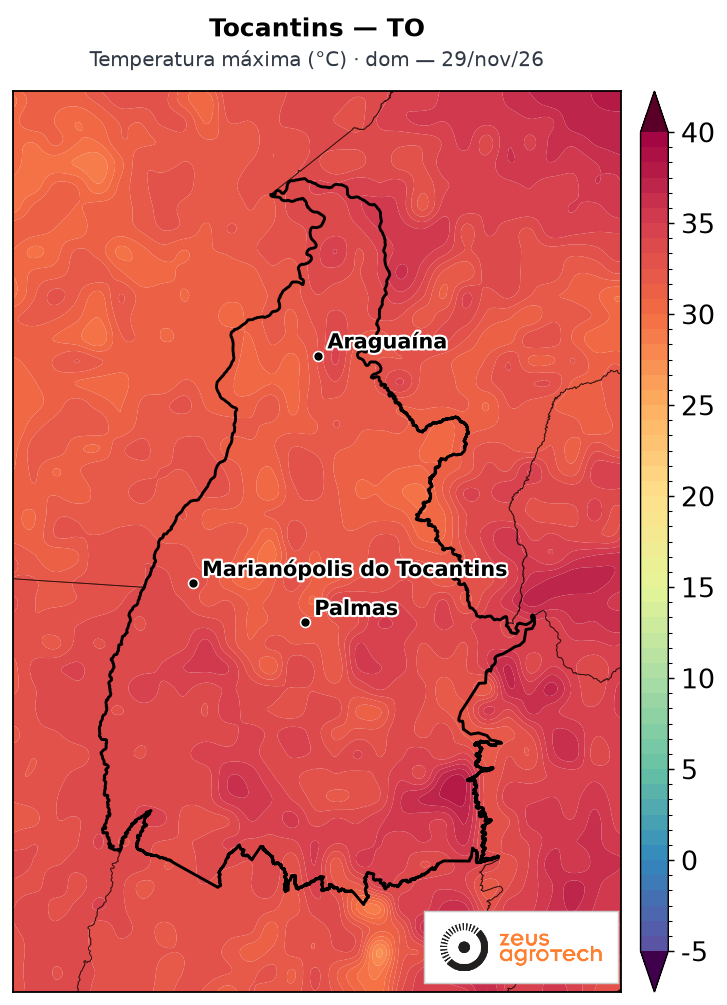 Tocantins — TO
Temperatura máxima (°C) · dom — 29/nov/26
40
35
30
25
20
15
10
5
0
-5
Araguaína
Marianópolis do Tocantins
Palmas
zeus
agrotech